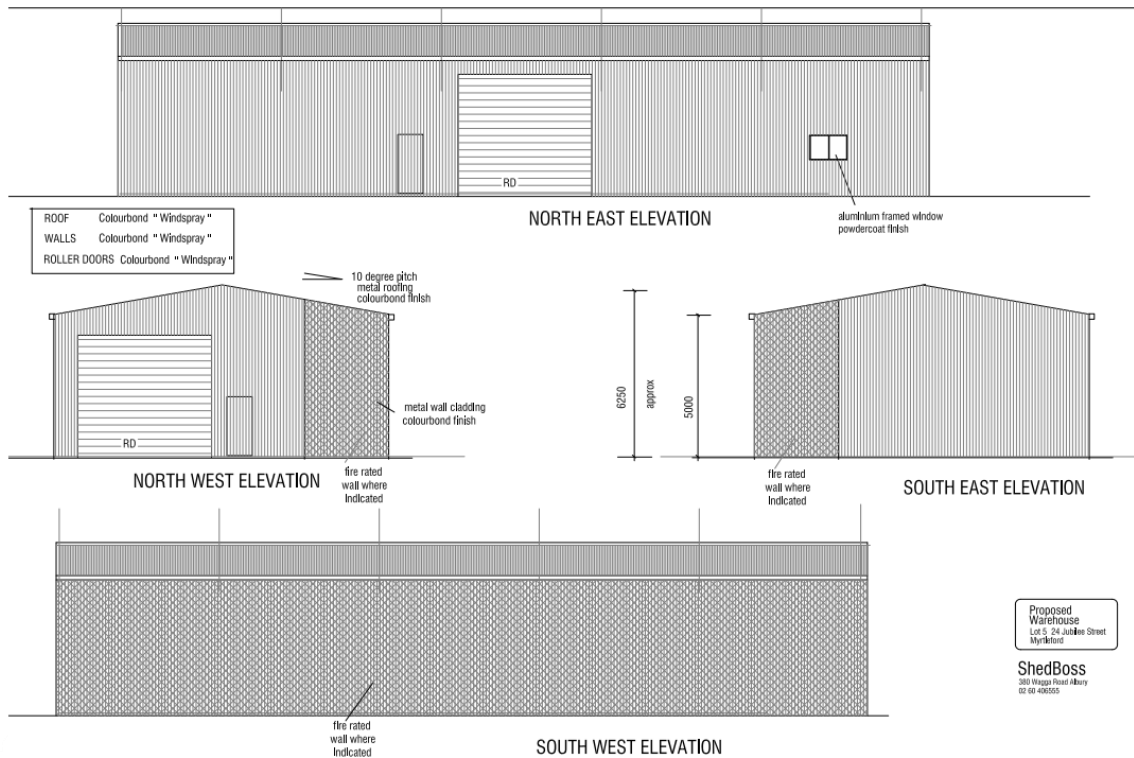 RD
NORTH EAST ELEVATION
aluminium framed window
powdercoat finish
ROOF Colourbond " Windspray "
WALLS Colourbond " Windspray "
ROLLER DOORS Colourbond " Windspray "
10 degree pitch
metal roofing
colourbond finish
RD
metal wall cladding
colourbond finish
NORTH WEST ELEVATION
fire rated
wall where
indicated
6250
approx
5000
fire rated
wall where
indicated
SOUTH EAST ELEVATION
fire rated
wall where
indicated
SOUTH WEST ELEVATION
Proposed
Warehouse
Lot 5 24 Jubilee Street
Myrtleford
ShedBoss
380 Wagga Road Albury
02 60 406555